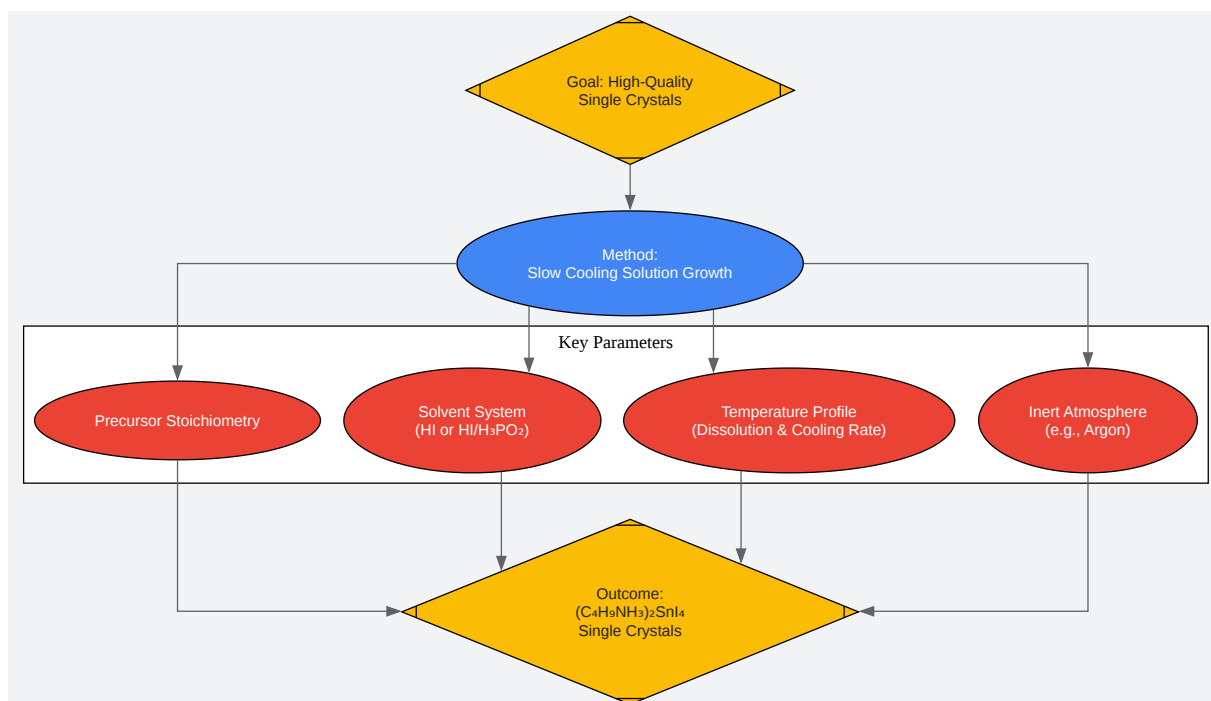 Goal: High-Quality
Single Crystals
Method:
Slow Cooling Solution Growth
Key Parameters
Precursor Stoichiometry
Solvent System
(HI or HI/H₃PO₂)
Temperature Profile
(Dissolution & Cooling Rate)
Inert Atmosphere
(e.g., Argon)
Outcome:
(C₄H₉NH₃)₂SnI₄
Single Crystals